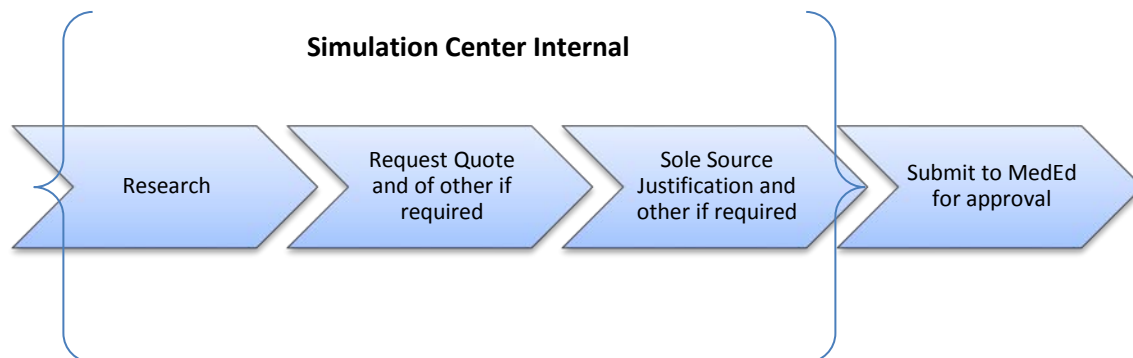 Simulation Center Internal
Research
Request Quote
and of other if
required
Sole Source
Justification and
other if required
Submit to MedEd
for approval